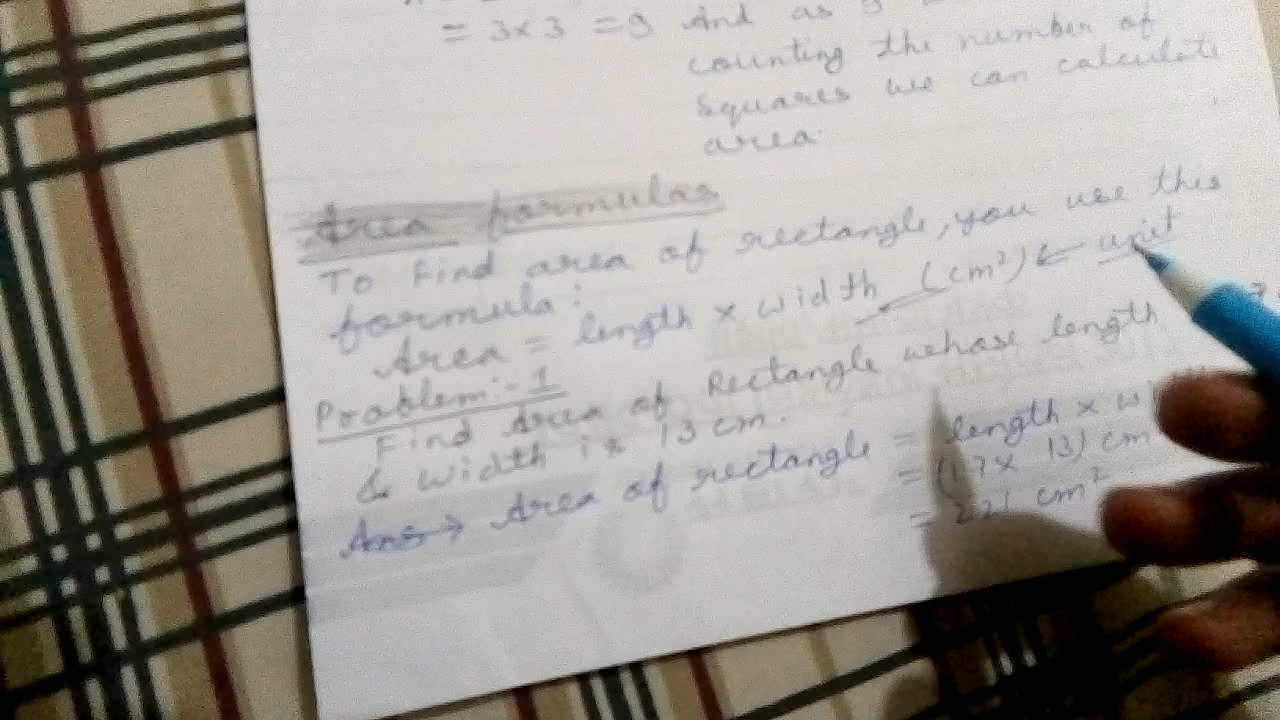 = 3×3 = 9 And as 9
counting the number of
squares we can calculate
area.
Area formulas
To Find area of rectangle, you use this
formula:
Area = length × width (cm²) ← unit
Problem:-1
Find Area of Rectangle whose length
& width is 13 cm.
Ans→ Area of rectangle = length × w
= (17× 13) cm
= 221 cm²